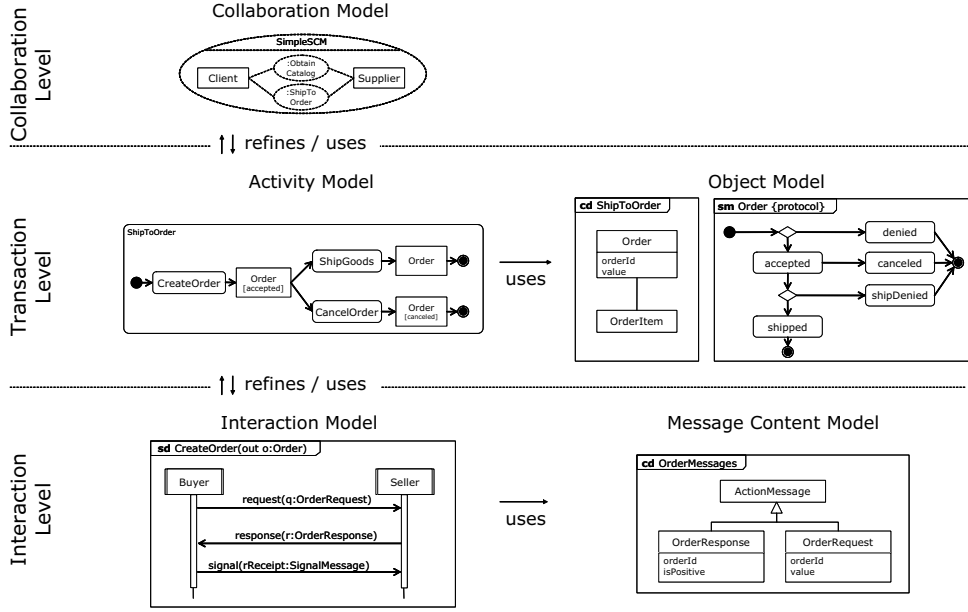 Collaboration Model
Collaboration
Level
SimpleSCM
Client
:Obtain
Catalog
:ShipTo
Order
Supplier
refines / uses
Transaction
Level
Activity Model
Object Model
ShipToOrder
CreateOrder
Order
[accepted]
ShipGoods
Order
CancelOrder
Order
[canceled]
uses
cd ShipToOrder
Order
orderId
value
OrderItem
sm Order {protocol}
denied
accepted
canceled
shipDenied
shipped
refines / uses
Interaction
Level
Interaction Model
Message Content Model
sd CreateOrder(out o:Order)
Buyer
Seller
request(q:OrderRequest)
response(r:OrderResponse)
signal(rReceipt:SignalMessage)
uses
cd OrderMessages
ActionMessage
OrderResponse
orderId
isPositive
OrderRequest
orderId
value